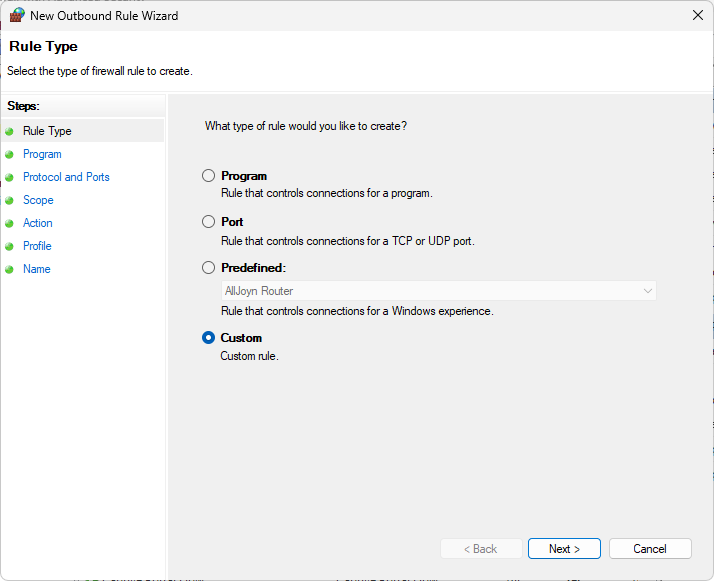 New Outbound Rule Wizard
Rule Type
Select the type of firewall rule to create.
Steps:
Rule Type
Program
Protocol and Ports
Scope
Action
Profile
Name
What type of rule would you like to create?
Program
Rule that controls connections for a program.
Port
Rule that controls connections for a TCP or UDP port.
Predefined:
AllJoyn Router
Rule that controls connections for a Windows experience.
Custom
Custom rule.
< Back
Next >
Cancel